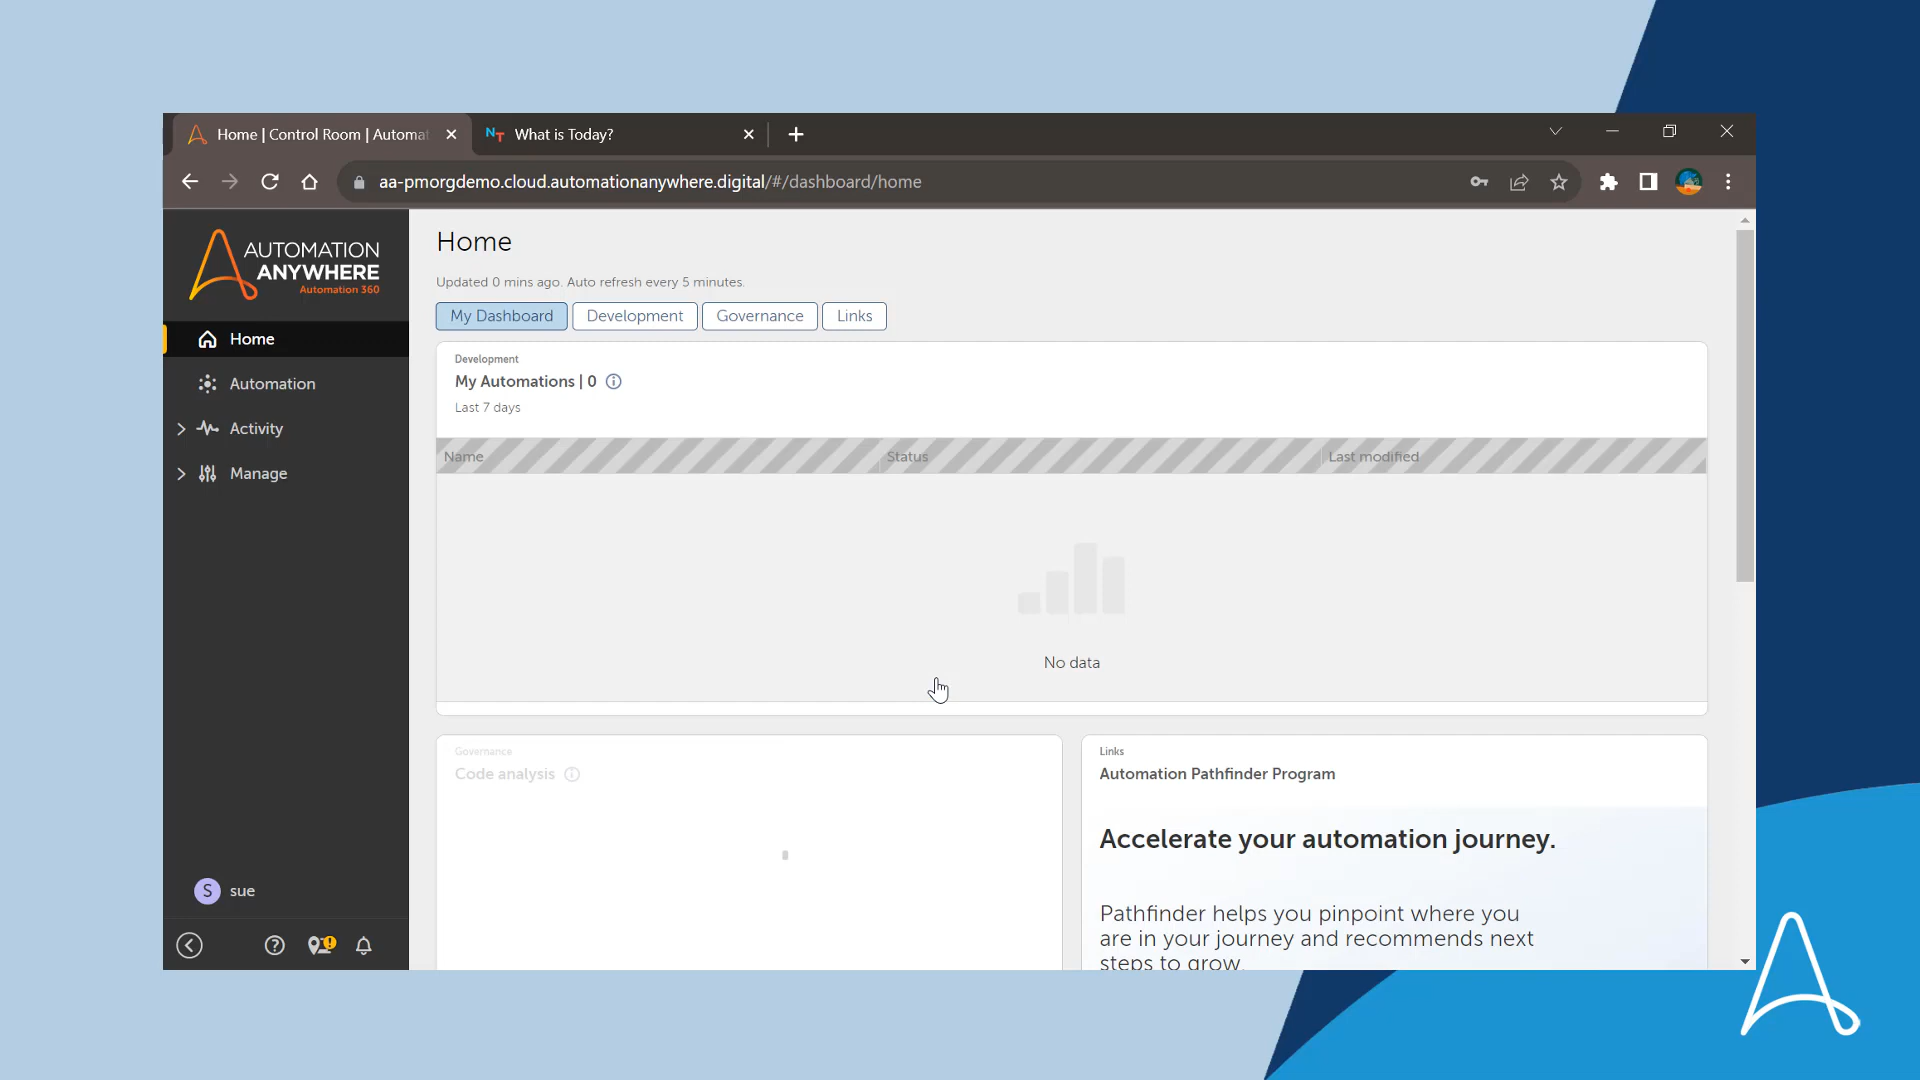 Home | Control Room | Automat
What is Today?
aa-pmorgdemo.cloud.automationanywhere.digital/#/dashboard/home
AUTOMATION
ANYWHERE
Automation 360
Home
Automation
Activity
Manage
S sue
Home
Updated 0 mins ago. Auto refresh every 5 minutes.
My Dashboard Development Governance Links
Development
My Automations | 0
Last 7 days
Name Status Last modified
No data
Governance
Code analysis
Links
Automation Pathfinder Program
Accelerate your automation journey.
Pathfinder helps you pinpoint where you
are in your journey and recommends next
steps to grow.